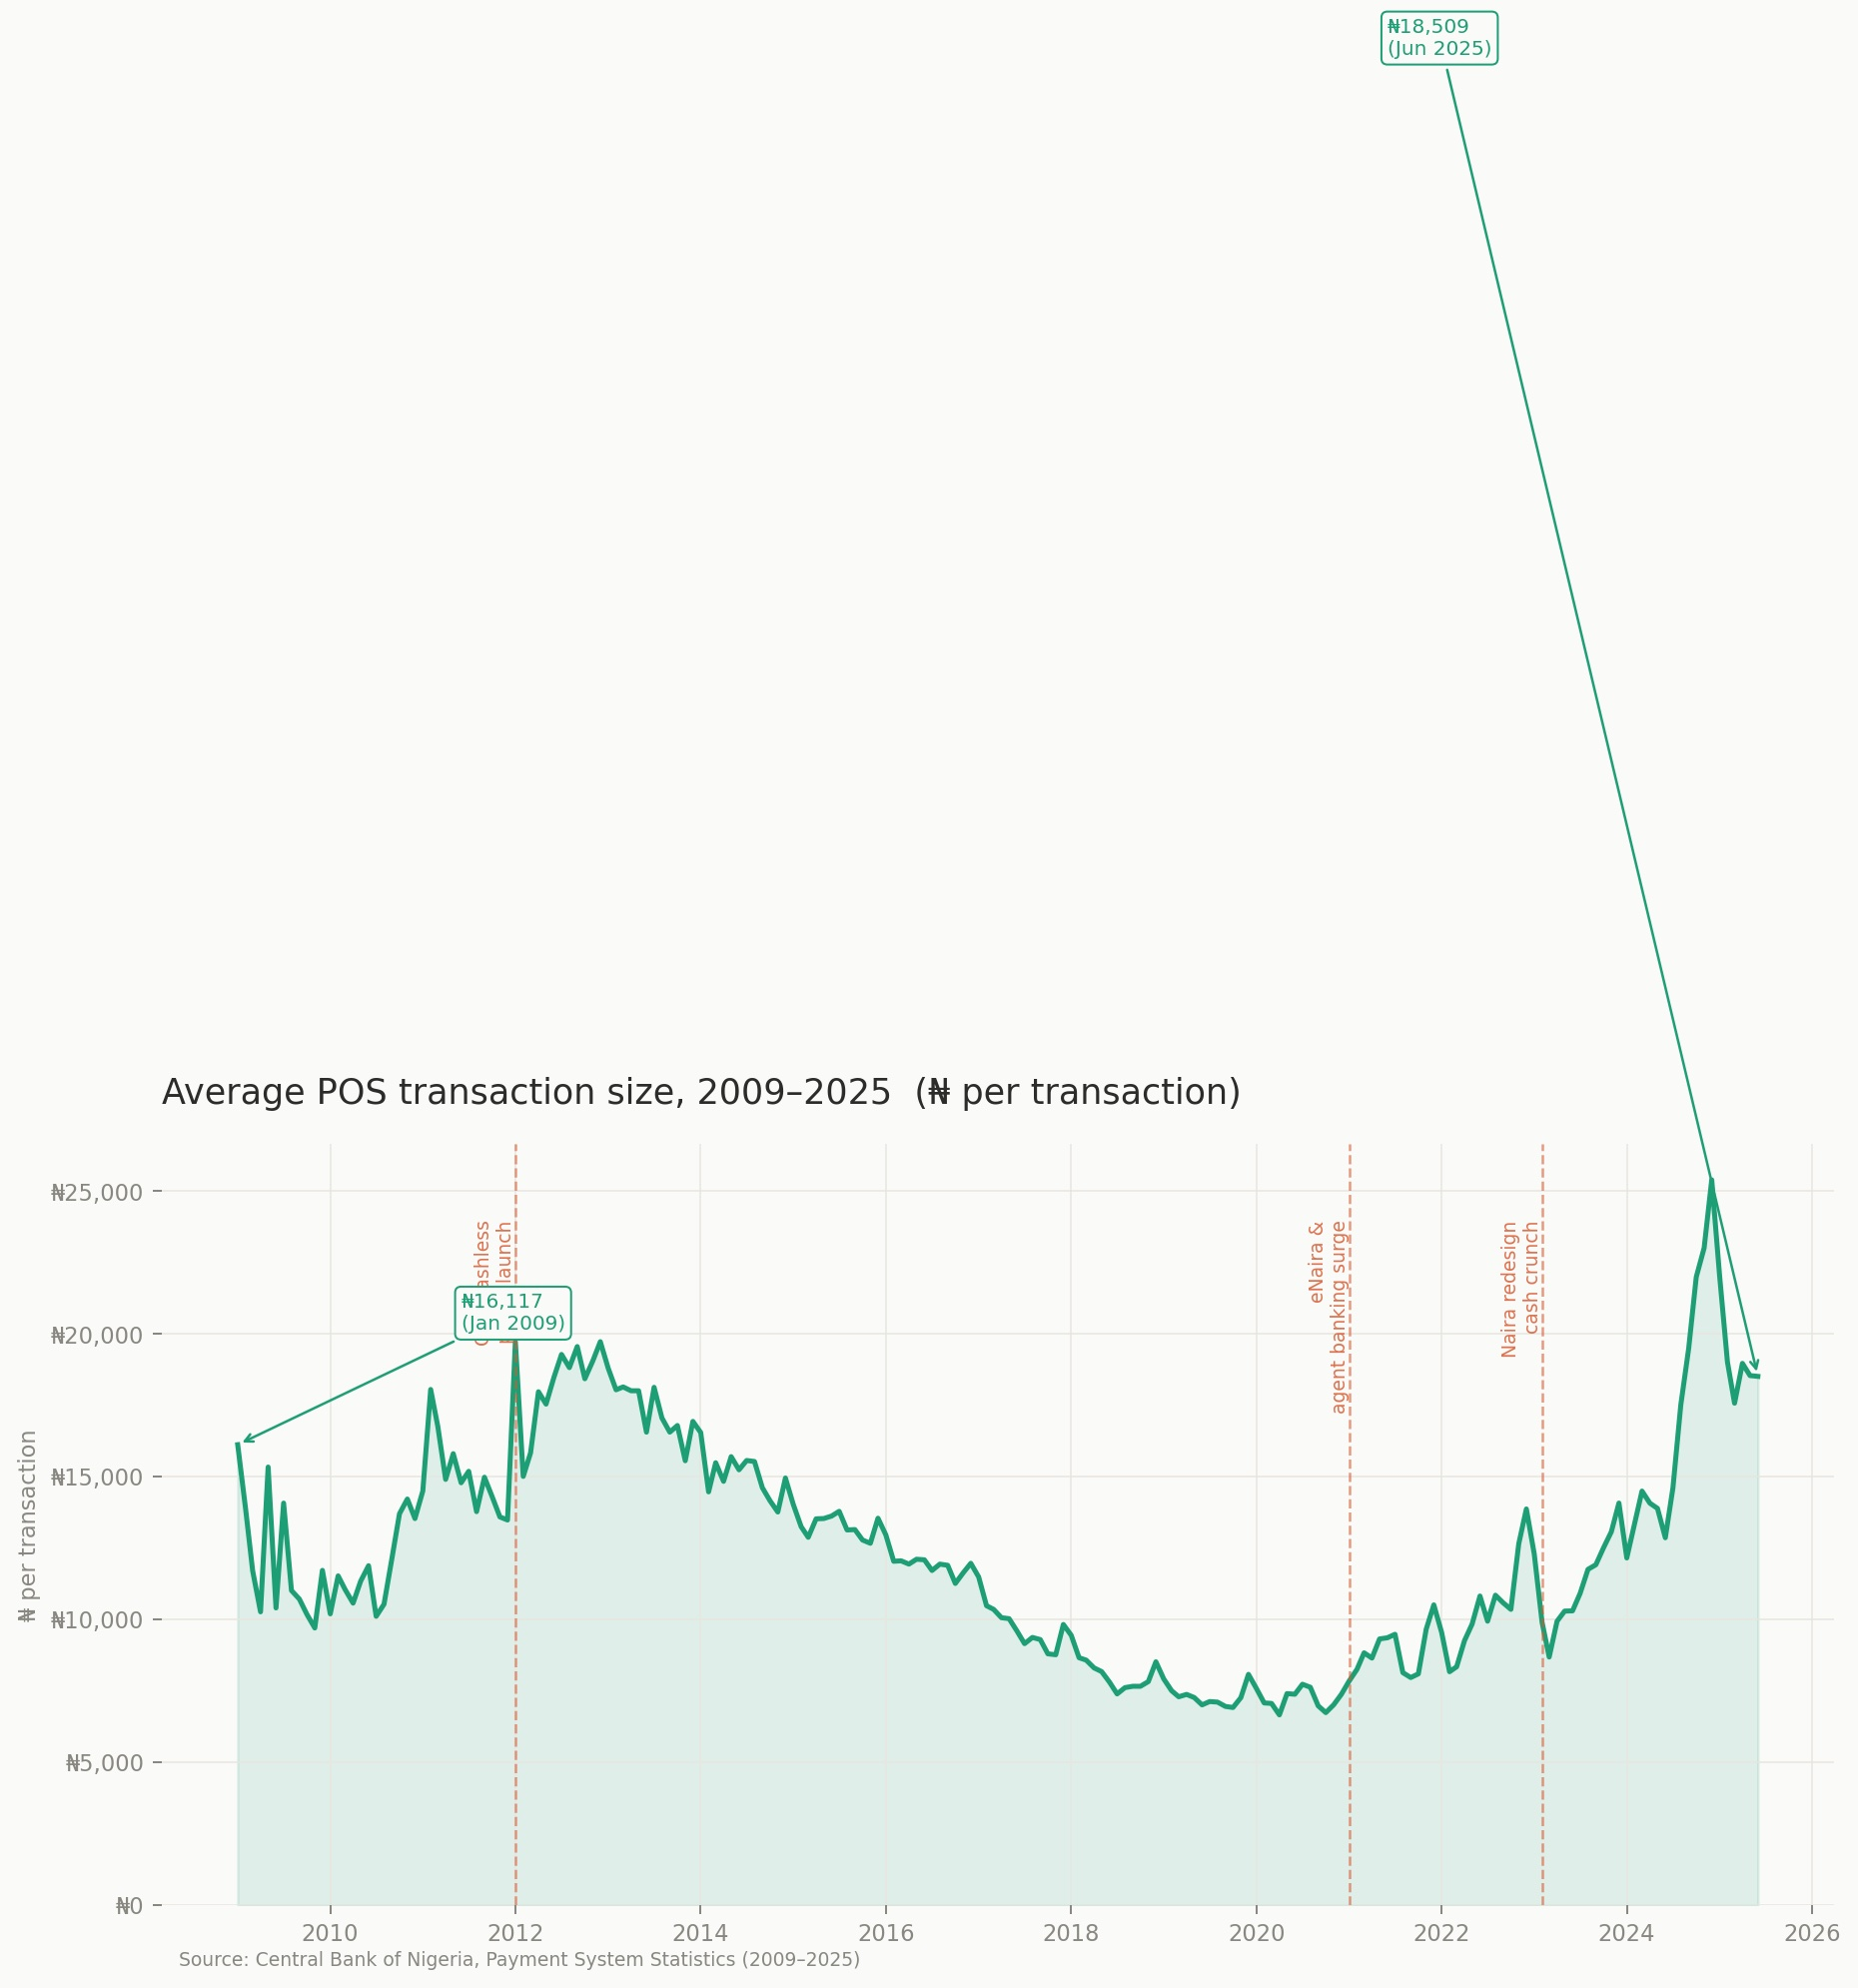 ₦18,509
(Jun 2025)
Average POS transaction size, 2009–2025 (₦ per transaction)
₦ per transaction
₦25,000
₦20,000
₦15,000
₦10,000
₦5,000
₦0
launch
₦16,117
(Jan 2009)
eNaira &
agent banking surge
Naira redesign
cash crunch
2010
2012
2014
2016
2018
2020
2022
2024
2026
Source: Central Bank of Nigeria, Payment System Statistics (2009–2025)